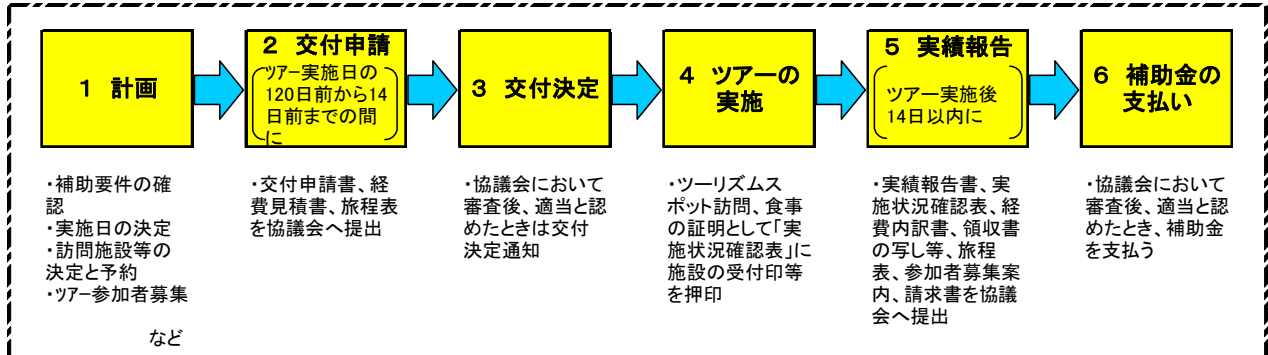 1 計画
2 交付申請
ツアー実施日の
120日前から14
日前までの間
に
3 交付決定
4 ツアーの
実施
5 実績報告
ツアー実施後
14日以内に
6 補助金の
支払い
・補助要件の確
認
・実施日の決定
・訪問施設等の
決定と予約
・ツアー参加者募集
など
・交付申請書、経
費見積書、旅程表
を協議会へ提出
・協議会において
審査後、適当と認
めたときは交付
決定通知
・ツーリズムス
ポット訪問、食事
の証明として「実
施状況確認表」に
施設の受付印等
を押印
・実績報告書、実
施状況確認表、経
費内訳書、領収書
の写し等、旅程
表、参加者募集案
内、請求書を協議
会へ提出
・協議会において
審査後、適当と認
めたとき、補助金
を支払う